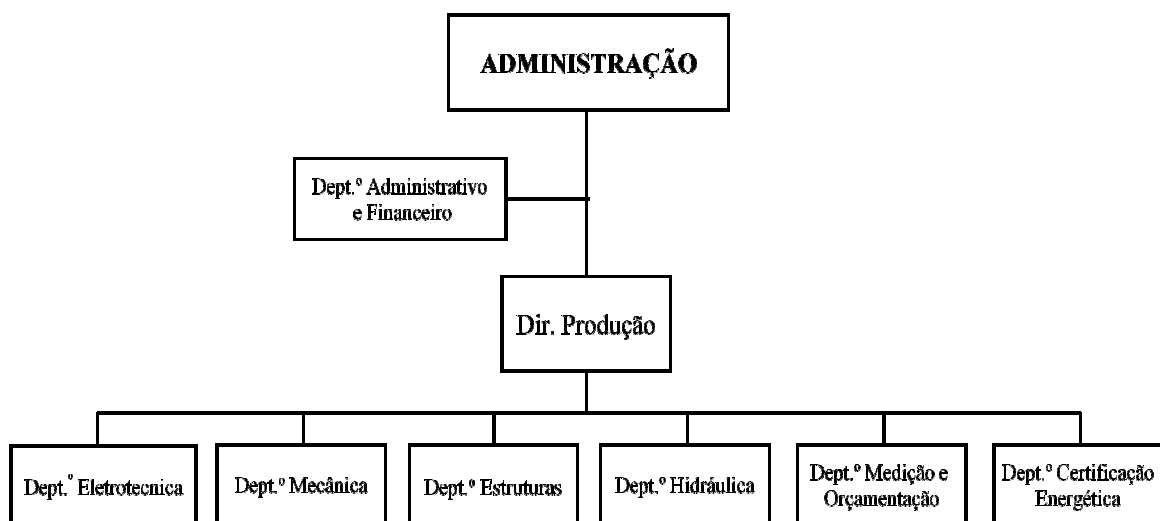 ADMINISTRAÇÃO
Dept.º Administrativo
e Financeiro
Dir. Produção
Dept.º Eletrotecnica
Dept.º Mecânica
Dept.º Estruturas
Dept.º Hidráulica
Dept.º Medição e
Orçamentação
Dept.º Certificação
Energética